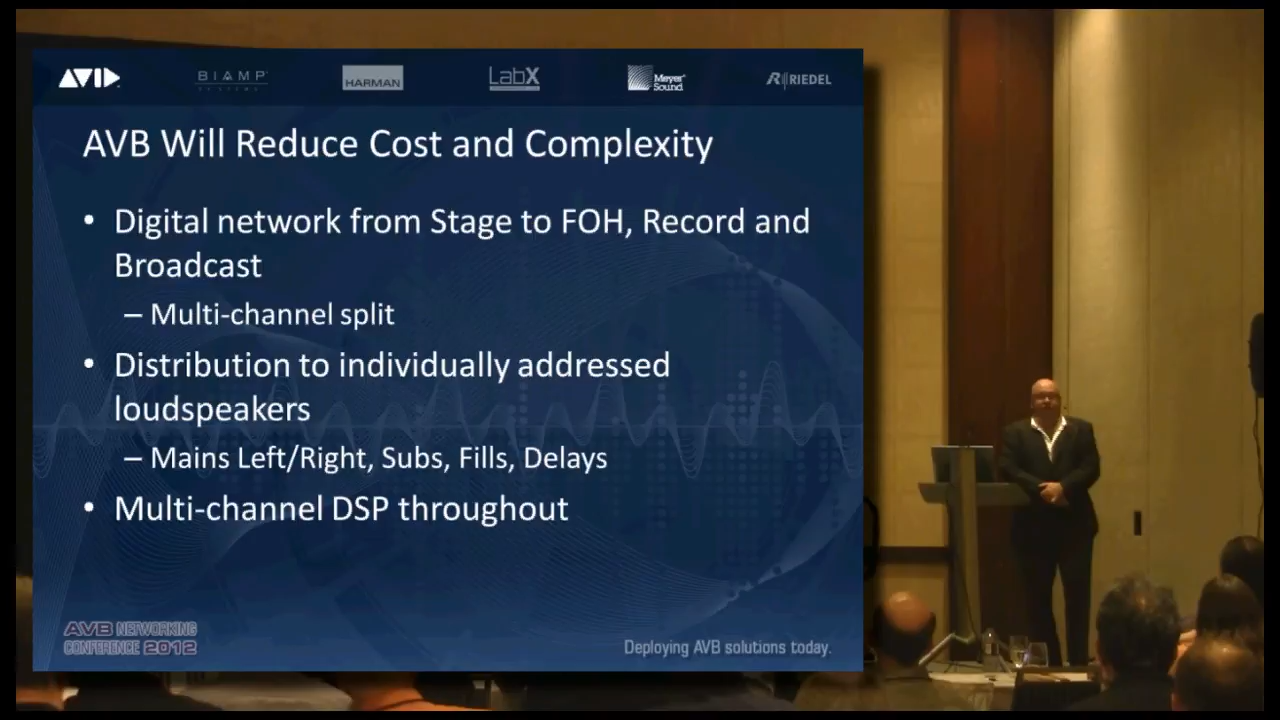 AVID
BIAMP
SYSTEMS
HARMAN
LabX
Meyer
Sound
RIEDEL
AVB Will Reduce Cost and Complexity
• Digital network from Stage to FOH, Record and
Broadcast
– Multi-channel split
• Distribution to individually addressed
loudspeakers
– Mains Left/Right, Subs, Fills, Delays
• Multi-channel DSP throughout
AVB NETWORKING
CONFERENCE 2012
Deploying AVB solutions today.